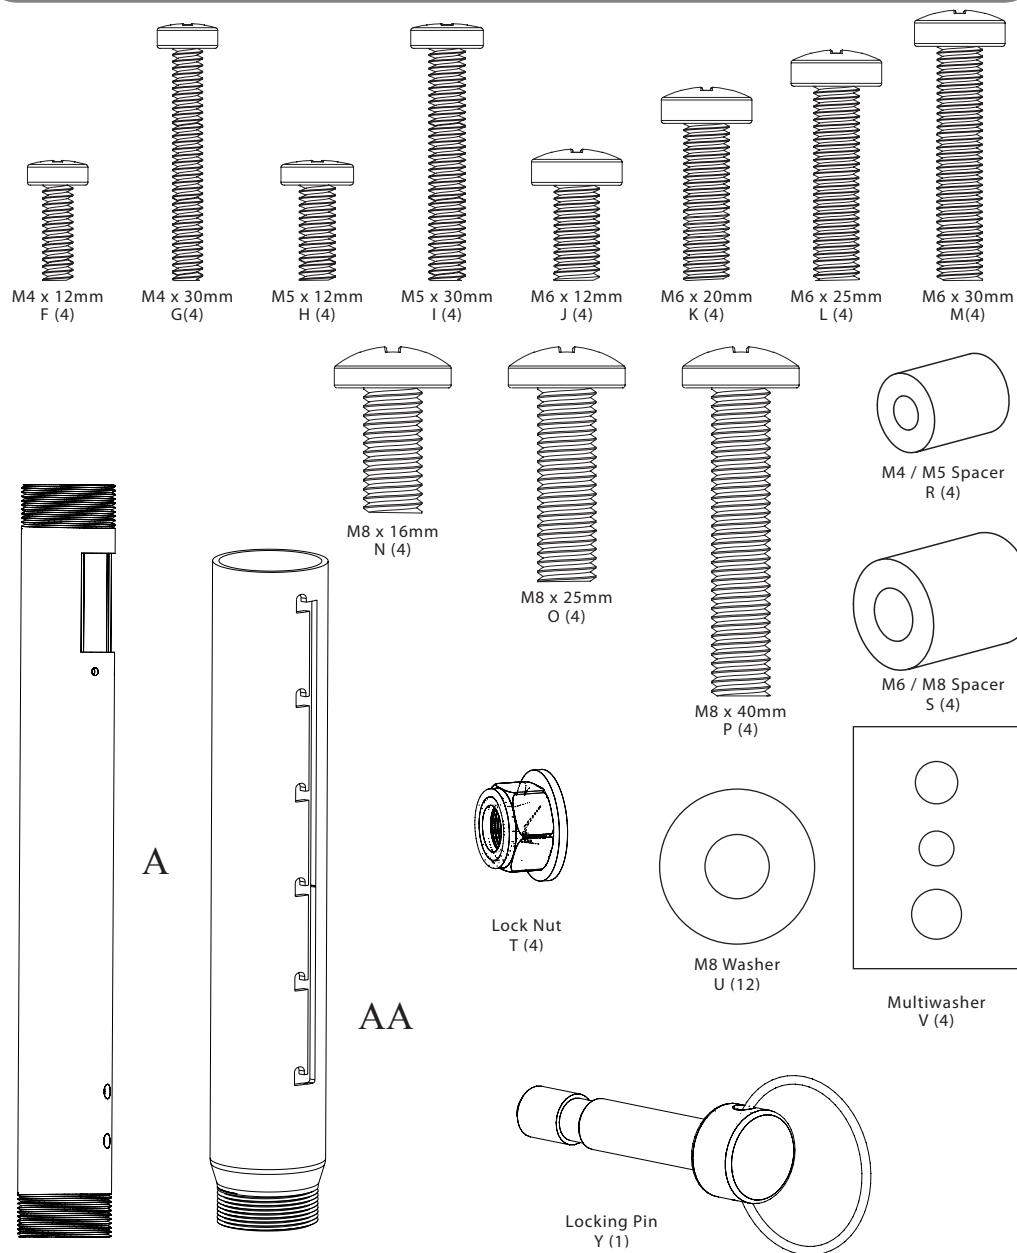 M4 x 12mm
F (4)
M4 x 30mm
G(4)
M5 x 12mm
H (4)
M5 x 30mm
I (4)
M6 x 12mm
J (4)
M6 x 20mm
K (4)
M6 x 25mm
L (4)
M6 x 30mm
M(4)
M8 x 16mm
N (4)
M8 x 25mm
O (4)
M8 x 40mm
P (4)
M4 / M5 Spacer
R (4)
M6 / M8 Spacer
S (4)
A
AA
Lock Nut
T (4)
M8 Washer
U (12)
Multiwasher
V (4)
Locking Pin
Y (1)